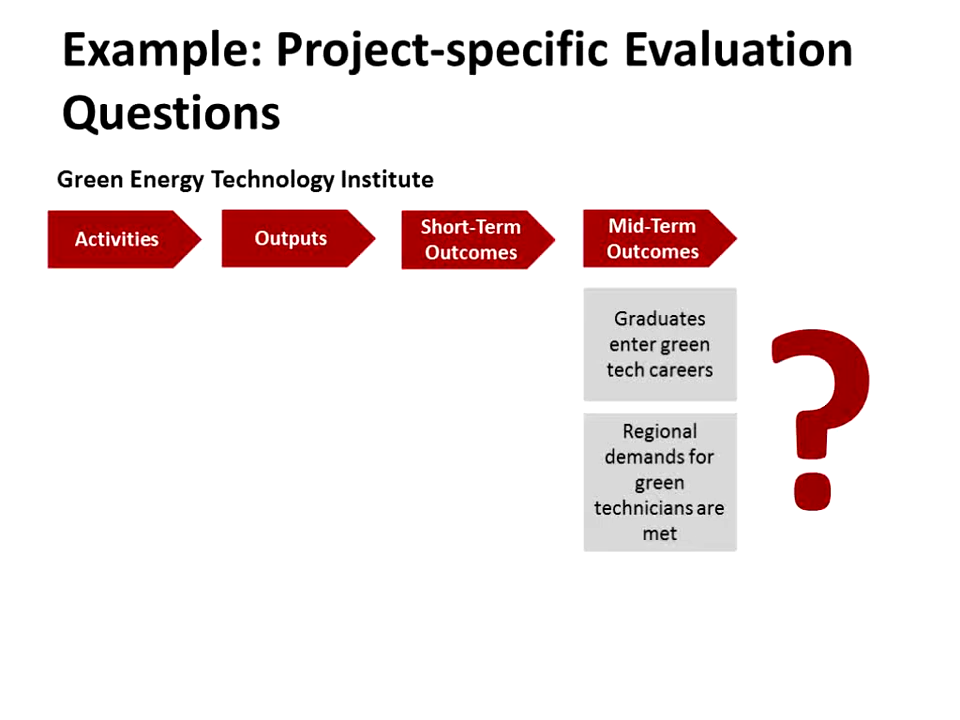 Example: Project-specific Evaluation
Questions
Green Energy Technology Institute
Activities
Outputs
Short-Term
Outcomes
Mid-Term
Outcomes
Graduates
enter green
tech careers
Regional
demands for
green
technicians are
met
?